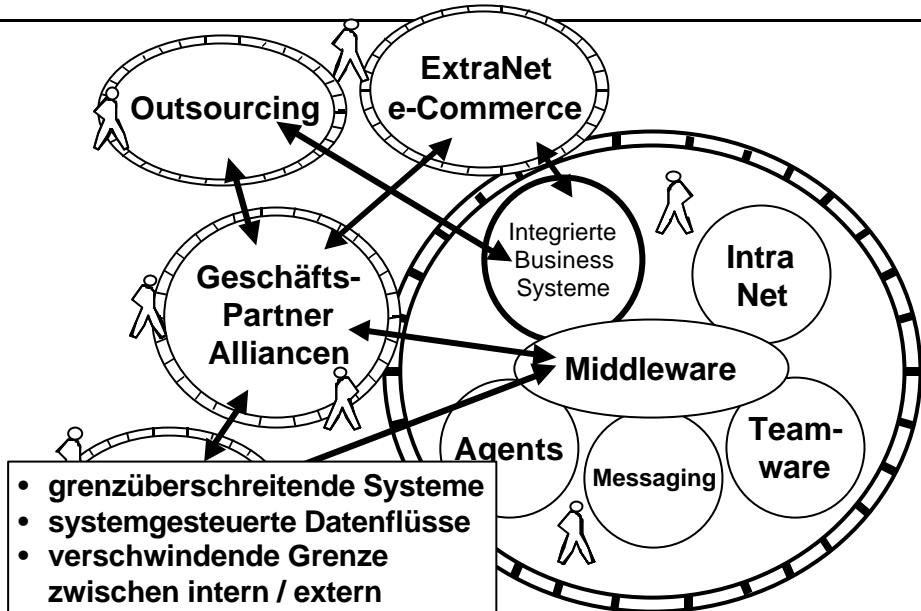 ExtraNet
e-Commerce
Outsourcing
Integrierte
Business
Systeme
Intra
Net
Geschäfts-
Partner
Alliancen
Middleware
Agents
Messaging
Team-
ware
• grenzüberschreitende Systeme
• systemgesteuerte Datenflüsse
• verschwindende Grenze
zwischen intern / extern